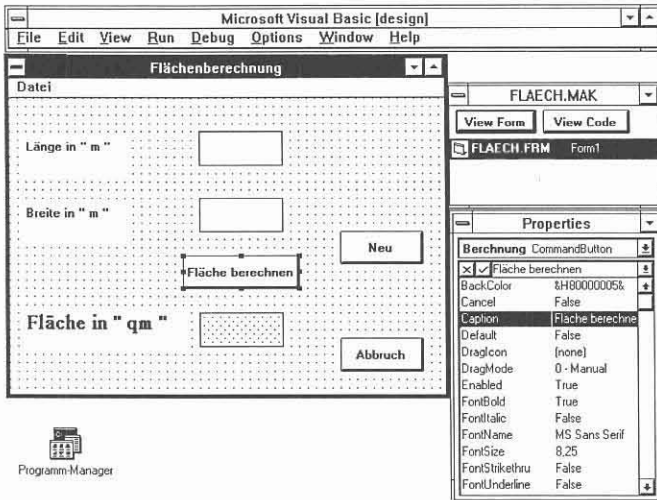 Microsoft Visual Basic [design]
File Edit View Run Debug Options Window Help
Flächenberechnung
Datei
Länge in " m "
Breite in " m "
Fläche berechnen
Neu
Fläche in " qm "
Abbruch
Programm-Manager
FLAECH.MAK
View Form View Code
FLAECH.FRM Form1
Properties
Berchnung CommandButton
Fläche berechnen
BackColor &H80000005&
Cancel False
Caption Fläche berechne
Default False
DragIcon (none)
DragMode 0 - Manual
Enabled True
FontBold True
FontItalic False
FontName MS Sans Serif
FontSize 8,25
FontStrikethru False
FontUnderline False